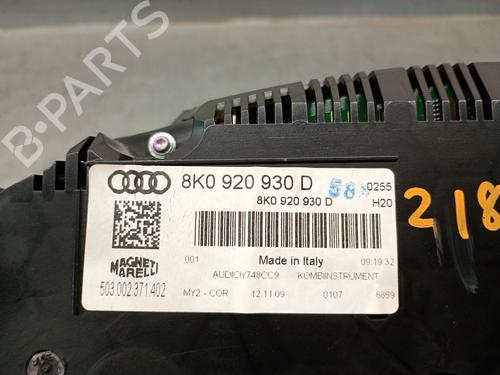 B-PARTS
8K0 920 930 D
58
0255
8K0 920 930 D
H20
218
001
Made in Italy
09:19:32
AUDICIY748CC9
KOMBIINSTRUMENT
MAGNETI
MARELLI
503.002.371.402
MY2 - COR
12.11.09
0107
6859